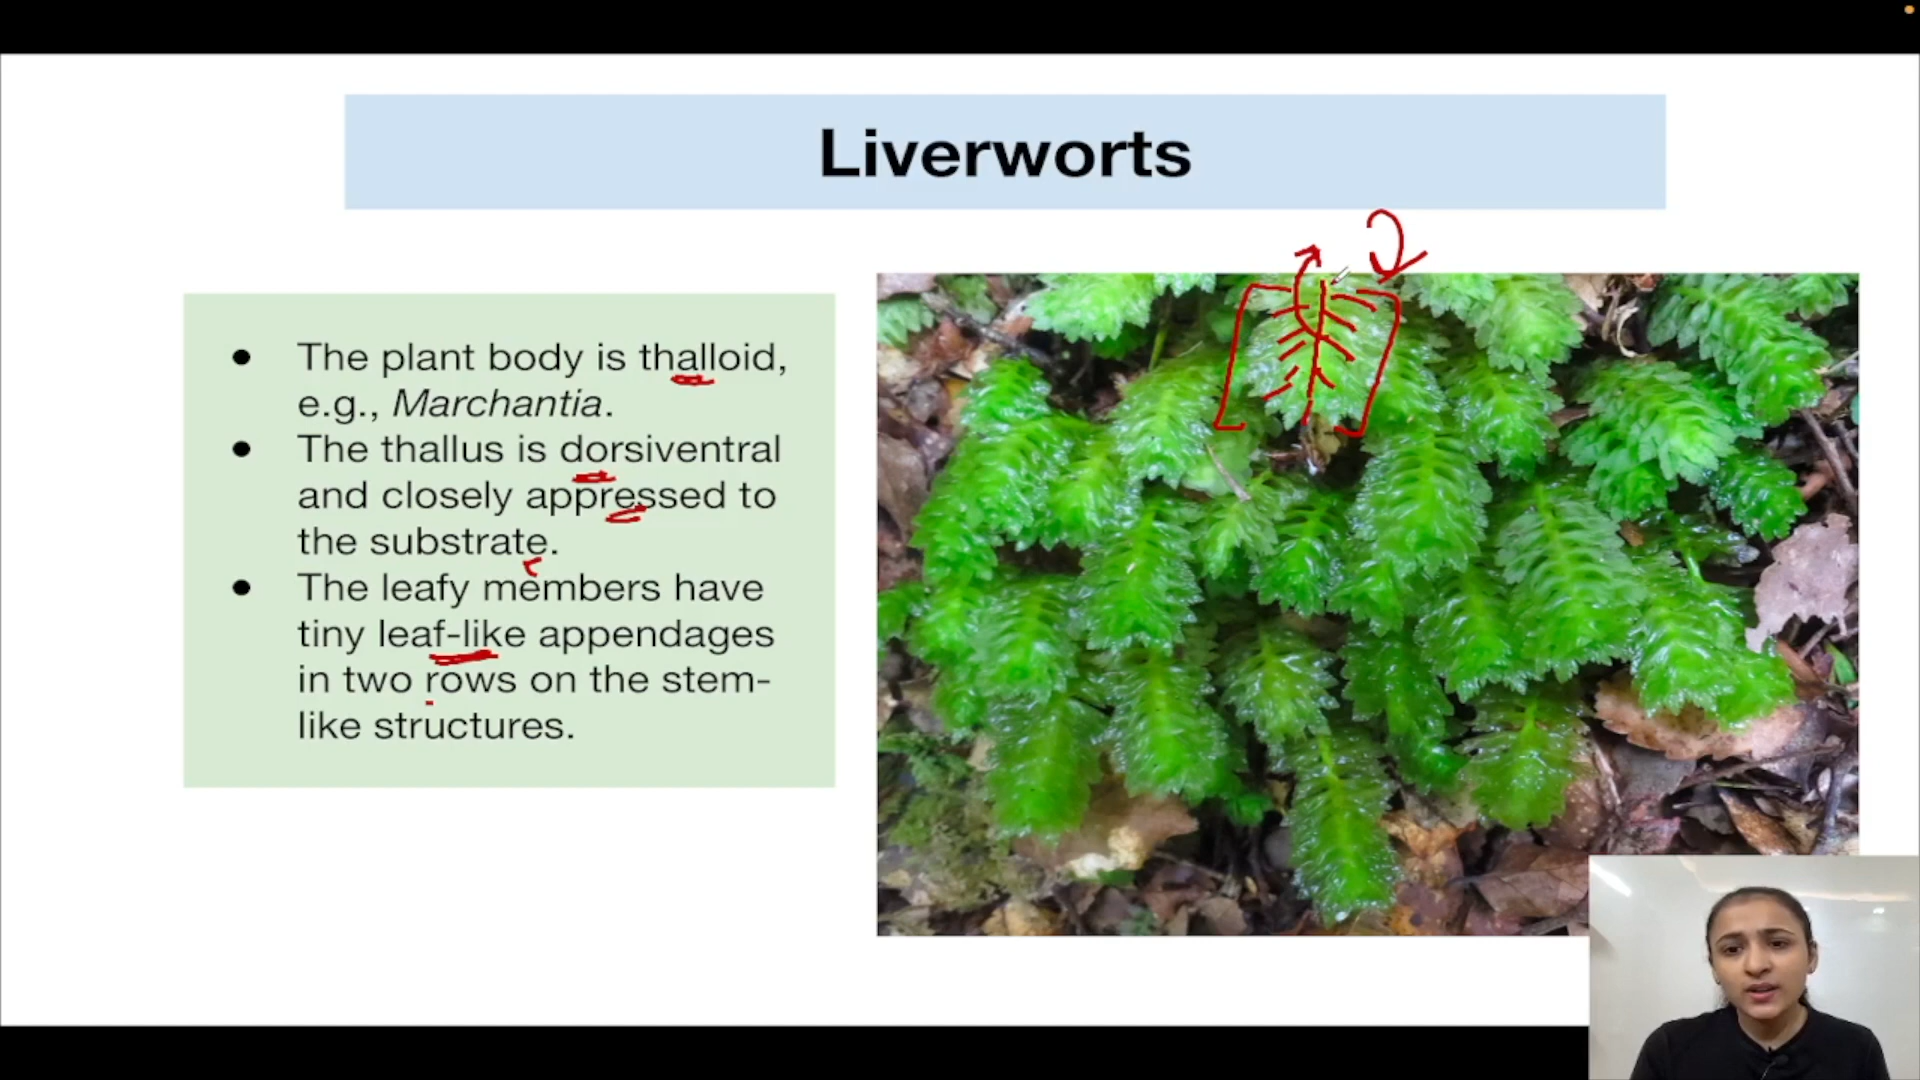 Liverworts
● The plant body is thalloid,
e.g., Marchantia.
● The thallus is dorsiventral
and closely appressed to
the substrate.
● The leafy members have
tiny leaf-like appendages
in two rows on the stem-
like structures.